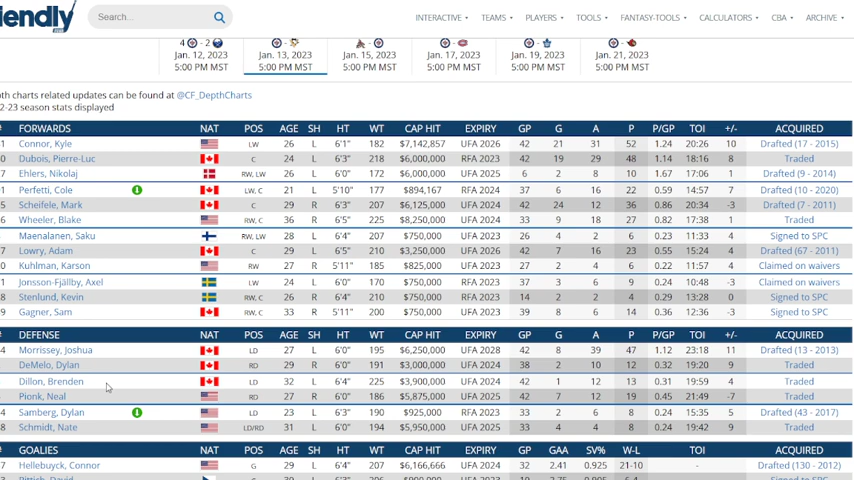 iendly
Search...
INTERACTIVE TEAMS PLAYERS TOOLS FANTASY-TOOLS CALCULATORS CBA ARCHIVE
4 - 2 - - - - -
Jan. 12, 2023 Jan. 13, 2023 Jan. 15, 2023 Jan. 17, 2023 Jan. 19, 2023 Jan. 21, 2023
5:00 PM MST 5:00 PM MST 5:00 PM MST 5:00 PM MST 5:00 PM MST 5:00 PM MST
oth charts related updates can be found at @CF_DepthCharts
2-23 season stats displayed
# FORWARDS NAT POS AGE SH HT WT CAP HIT EXPIRY GP G A P P/GP TOI +/- ACQUIRED
1 Connor, Kyle LW 26 L 6'1" 182 $7,142,857 UFA 2026 42 21 31 52 1.24 20:26 10 Drafted (17 - 2015)
0 Dubois, Pierre-Luc C 24 L 6'3" 218 $6,000,000 RFA 2023 42 19 29 48 1.14 18:16 8 Traded
7 Ehlers, Nikolaj RW, LW 26 L 6'0" 172 $6,000,000 UFA 2025 6 2 8 10 1.67 17:06 1 Drafted (9 - 2014)
1 Perfetti, Cole LW, C 21 L 5'10" 177 $894,167 RFA 2024 37 6 16 22 0.59 14:57 7 Drafted (10 - 2020)
5 Scheifele, Mark C 29 R 6'3" 207 $6,125,000 UFA 2024 42 24 12 36 0.86 20:34 -3 Drafted (7 - 2011)
6 Wheeler, Blake RW, C 36 R 6'5" 225 $8,250,000 UFA 2024 33 9 18 27 0.82 17:38 1 Traded
Maenalanen, Saku RW, LW 28 L 6'4" 207 $750,000 UFA 2023 26 4 2 6 0.23 11:33 4 Signed to SPC
7 Lowry, Adam C 29 L 6'5" 210 $3,250,000 UFA 2026 42 7 16 23 0.55 15:24 4 Drafted (67 - 2011)
0 Kuhlman, Karson RW 27 R 5'11" 185 $825,000 UFA 2023 27 2 4 6 0.22 11:57 4 Claimed on waivers
1 Jonsson-Fjällby, Axel LW 24 L 6'0" 170 $750,000 RFA 2023 37 3 6 9 0.24 10:48 -3 Claimed on waivers
8 Stenlund, Kevin RW, C 26 R 6'4" 210 $750,000 UFA 2023 14 2 2 4 0.29 13:28 0 Signed to SPC
9 Gagner, Sam RW, C 33 R 5'11" 200 $750,000 UFA 2023 39 8 6 14 0.36 12:36 -3 Signed to SPC
DEFENSE NAT POS AGE SH HT WT CAP HIT EXPIRY GP G A P P/GP TOI +/- ACQUIRED
4 Morrissey, Joshua LD 27 L 6'0" 195 $6,250,000 UFA 2028 42 8 39 47 1.12 23:18 11 Drafted (13 - 2013)
DeMelo, Dylan RD 29 R 6'0" 191 $3,000,000 UFA 2024 38 2 10 12 0.32 19:20 9 Traded
Dillon, Brenden LD 32 L 6'4" 225 $3,900,000 UFA 2024 42 1 12 13 0.31 19:59 4 Traded
Pionk, Neal RD 27 R 6'0" 186 $5,875,000 UFA 2025 42 7 12 19 0.45 21:49 -7 Traded
4 Samberg, Dylan LD 23 L 6'3" 190 $925,000 RFA 2023 33 2 6 8 0.24 15:35 5 Drafted (43 - 2017)
8 Schmidt, Nate LD/RD 31 L 6'0" 194 $5,950,000 UFA 2025 33 4 4 8 0.24 19:42 9 Traded
# GOALIES NAT POS AGE SH HT WT CAP HIT EXPIRY GP GAA SV% W-L TOI ACQUIRED
7 Hellebuyck, Connor G 29 L 6'4" 207 $6,166,666 UFA 2024 32 2.41 0.925 21-10 - Drafted (130 - 2012)